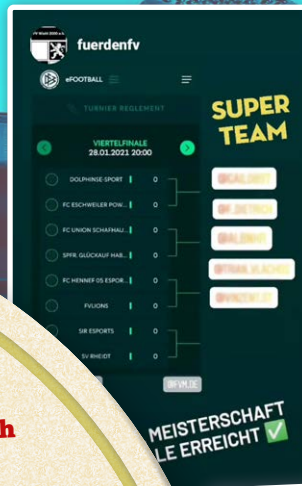 fuerdenfv
eFOOTBALL
TURNIER REGLEMENT
SUPER
TEAM
VIERTELFINALE
28.01.2021 20:00
DOLPHINSE-SPORT 0
FC ESCHWEILER POW... 0
FC UNION SCHAFHAU... 0
SPFR. GLÜCKAUF HAB... 0
FC HENNEF 05 ESPOR... 0
FVLIONS 0
SIR ESPORTS 0
SV RHEIDT 0
@FVM.DE
MEISTERSCHAFT
LE ERREICHT ✅
h